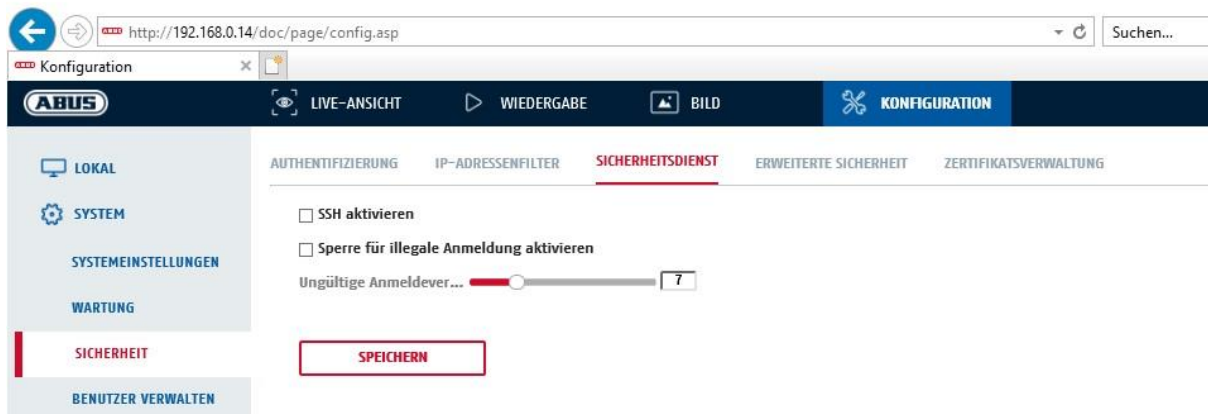 http://192.168.0.14/doc/page/config.asp
Suchen...
Konfiguration
ABUS
LIVE-ANSICHT
WIEDERGABE
BILD
KONFIGURATION
LOKAL
SYSTEM
SYSTEMEINSTELLUNGEN
WARTUNG
SICHERHEIT
BENUTZER VERWALTEN
AUTHENTIFIZIERUNG
IP-ADRESSENFILTER
SICHERHEITSDIENST
ERWEITERTE SICHERHEIT
ZERTIFIKATSVERWALTUNG
SSH aktivieren
Sperre für illegale Anmeldung aktivieren
Ungültige Anmeldever... 7
SPEICHERN